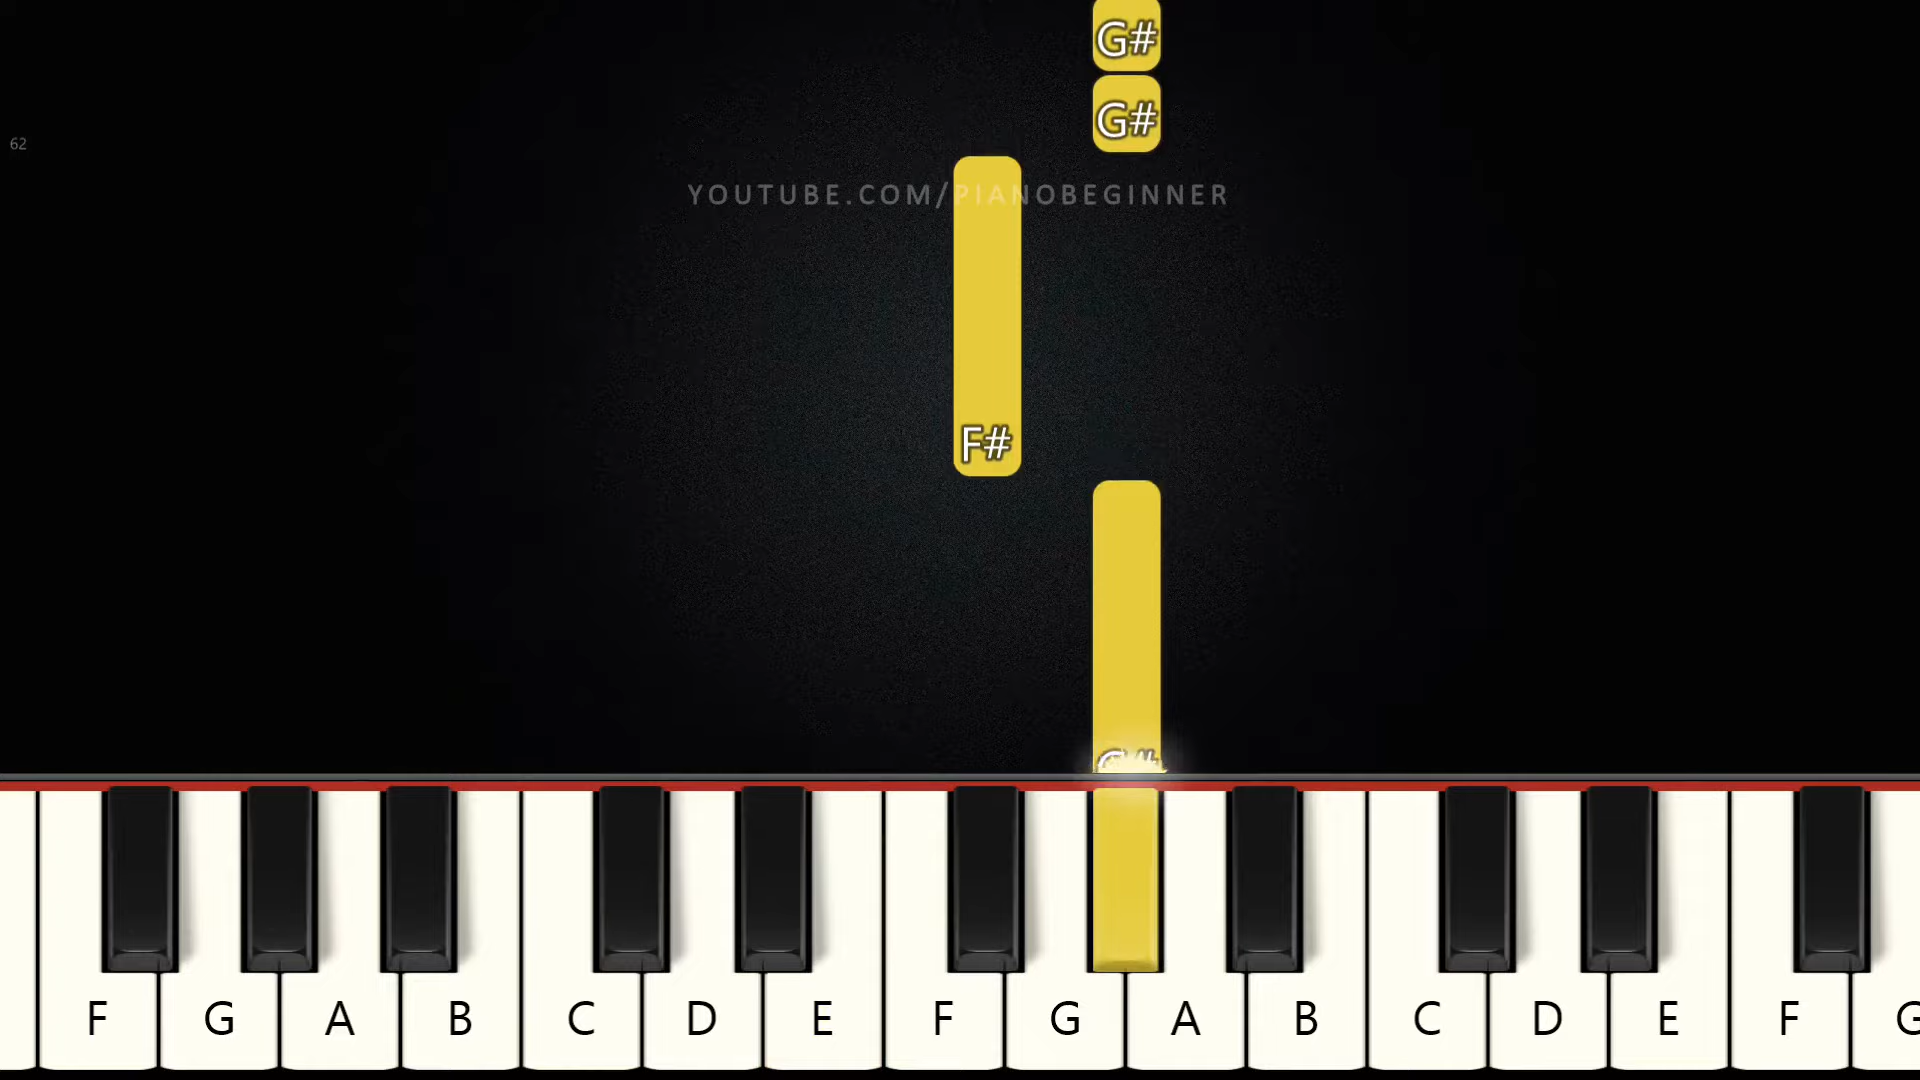 G#
G#
62
YOUTUBE.COM/PIANOBEGINNER
F#
G#
F G A B C D E F G A B C D E F G